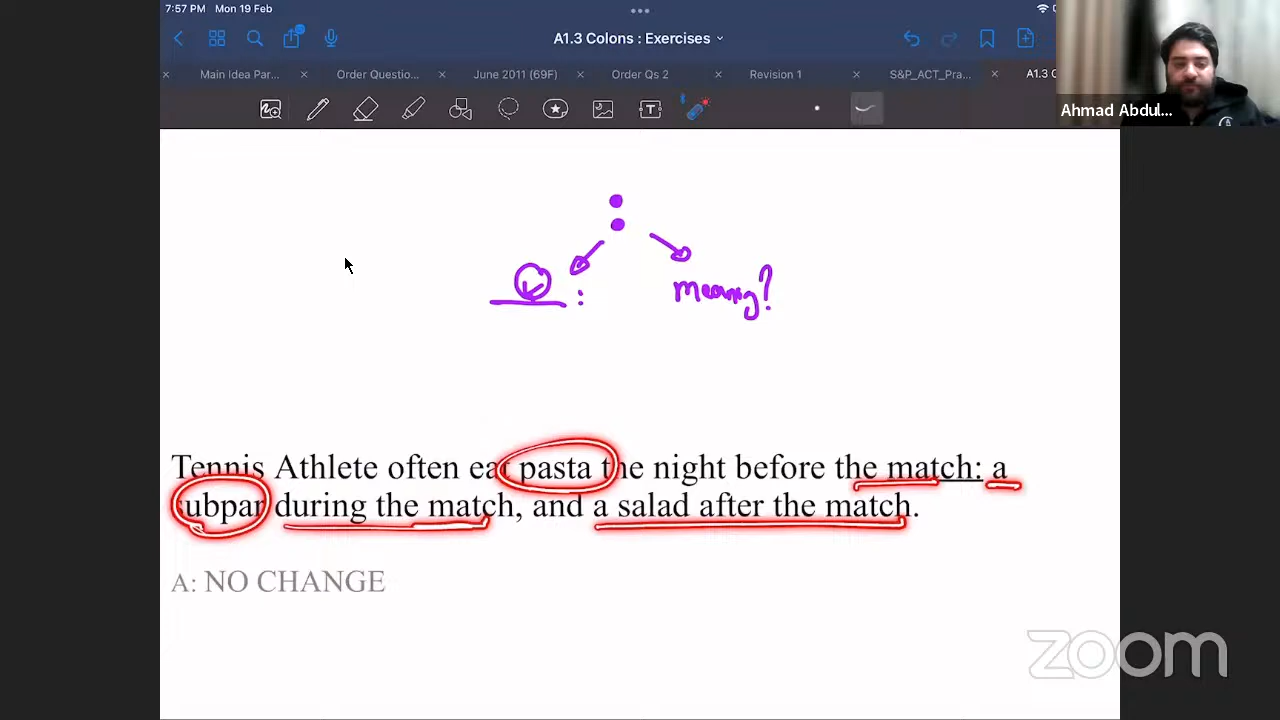 7:57 PM Mon 19 Feb
A1.3 Colons : Exercises
Main Idea Par...
Order Questio...
June 2011 (69F)
Order Qs 2
Revision 1
S&P_ACT_Pra...
A1.3 C
Ahmad Abdul...
:
: meaning?
Tennis Athlete often eat pasta the night before the match: a
subpar during the match, and a salad after the match.
A: NO CHANGE
zoom